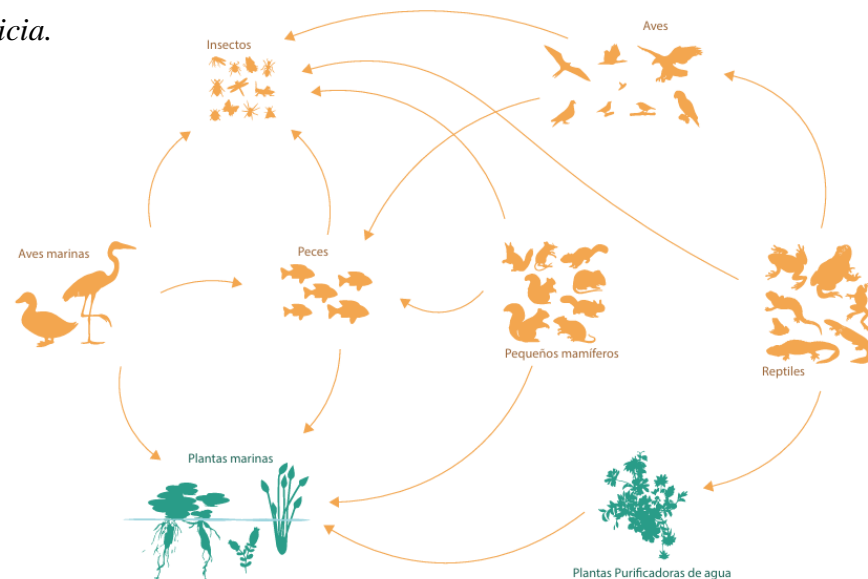 icia.
Insectos
Aves
Aves marinas
Peces
Pequeños mamíferos
Reptiles
Plantas marinas
Plantas Purificadoras de agua